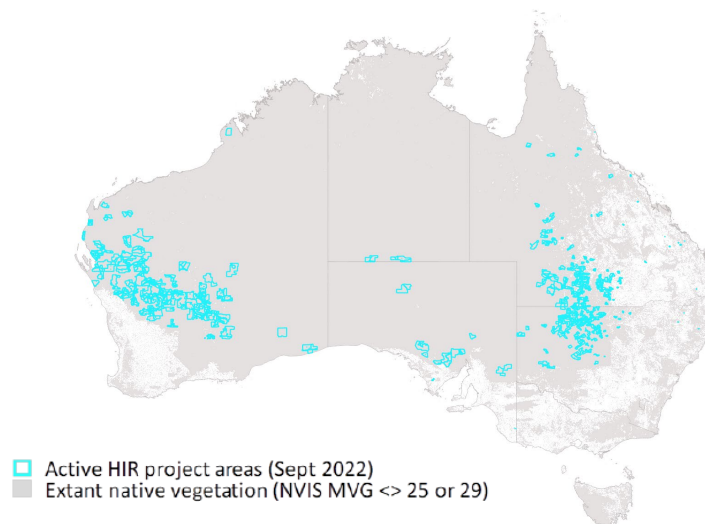 Active HIR project areas (Sept 2022)
Extant native vegetation (NVIS MVG <> 25 or 29)